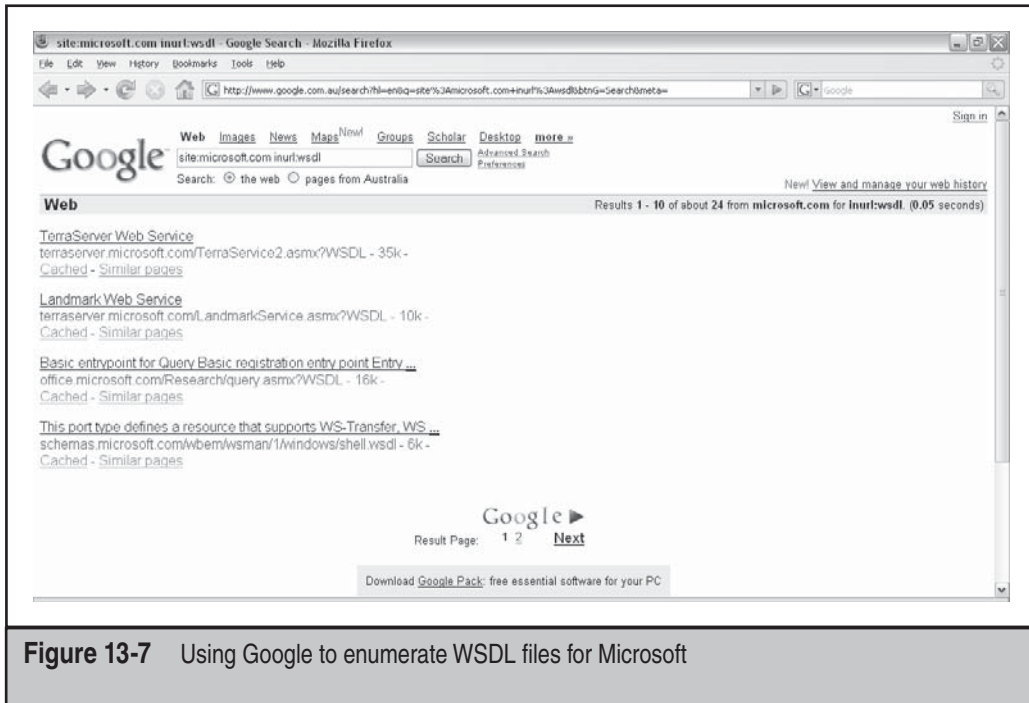 site:microsoft.com inurl:wsdl - Google Search - Mozilla Firefox
File Edit View History Bookmarks Tools Help
http://www.google.com.au/search?hl=en&q=site%3Amicrosoft.com+inurl%3Awsdl&btnG=Search&meta=
Google
Sign in
Web Images News Maps New! Groups Scholar Desktop more »
Google
site:microsoft.com inurl:wsdl
Search
Advanced Search
Preferences
Search: the web pages from Australia
New! View and manage your web history
Web Results 1 - 10 of about 24 from microsoft.com for inurl:wsdl. (0.05 seconds)
TerraServer Web Service
terraserver.microsoft.com/TerraService2.asmx?WSDL - 35k -
Cached - Similar pages
Landmark Web Service
terraserver.microsoft.com/LandmarkService.asmx?WSDL - 10k -
Cached - Similar pages
Basic entrypoint for Query Basic registration entry point Entry ...
office.microsoft.com/Research/query.asmx?WSDL - 16k -
Cached - Similar pages
This port type defines a resource that supports WS-Transfer, WS ...
schemas.microsoft.com/wbem/wsman/1/windows/shell.wsdl - 6k -
Cached - Similar pages
Google
Result Page: 1 2 Next
Download Google Pack: free essential software for your PC
Figure 13-7 Using Google to enumerate WSDL files for Microsoft